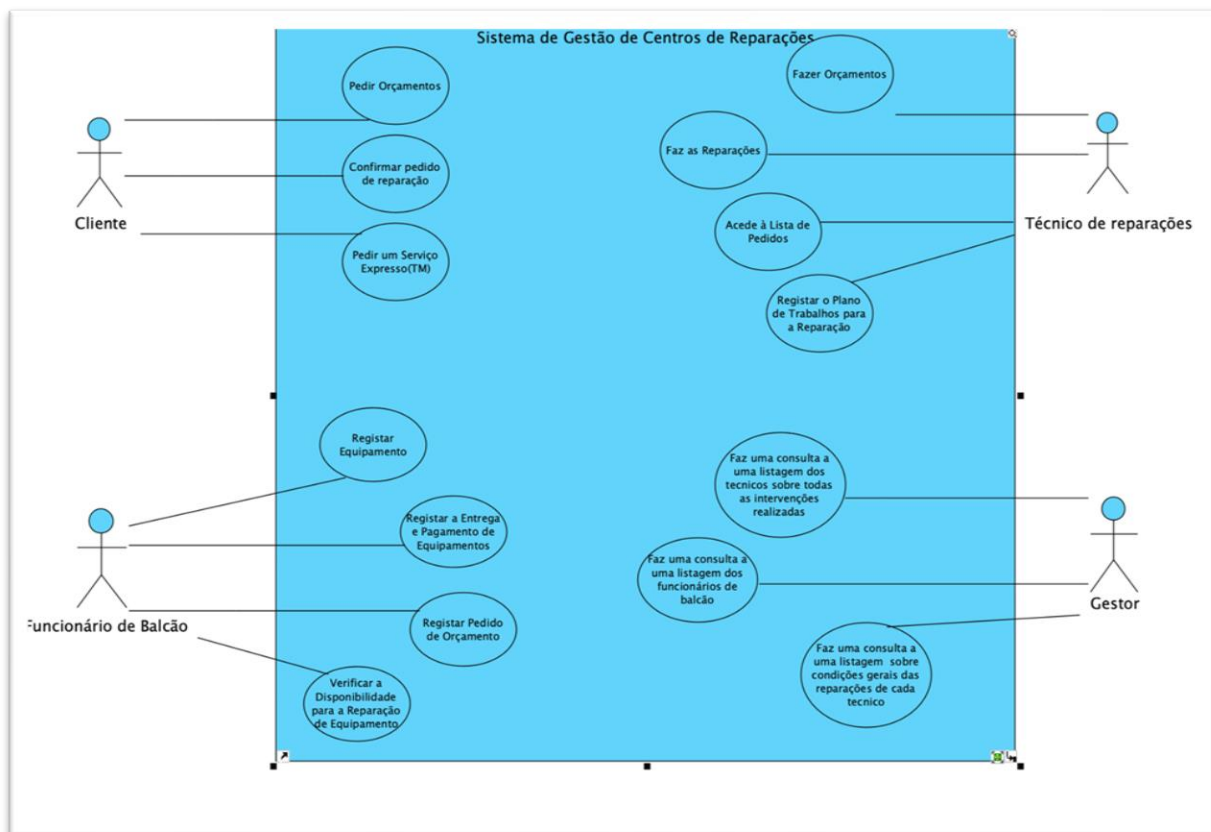 Sistema de Gestão de Centros de Reparações
Pedir Orçamentos
Confirmar pedido
de reparação
Cliente
Pedir um Serviço
Expresso(TM)
Fazer Orçamentos
Faz as Reparações
Acede à Lista de
Pedidos
Técnico de reparações
Registar o Plano
de Trabalhos para
a Reparação
Registar
Equipamento
Registar a Entrega
e Pagamento de
Equipamentos
Funcionário de Balcão
Registar Pedido
de Orçamento
Verificar a
Disponibilidade
para a Reparação
de Equipamento
Faz uma consulta a
uma listagem dos
tecnicos sobre todas
as intervenções
realizadas
Faz uma consulta a
uma listagem dos
funcionários de
balcão
Gestor
Faz uma consulta a
uma listagem sobre
condições gerais das
reparações de cada
tecnico